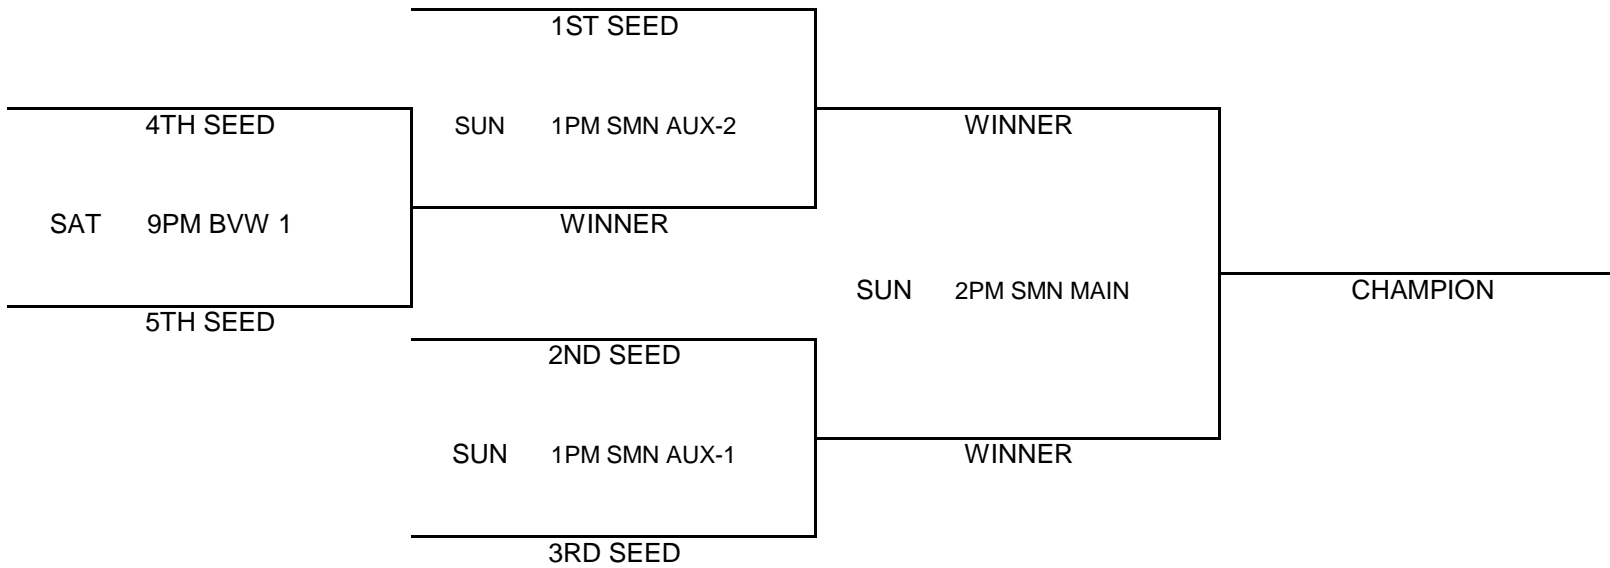 1ST SEED
4TH SEED
SUN 1PM SMN AUX-2
WINNER
SAT 9PM BVW 1
WINNER
SUN 2PM SMN MAIN
CHAMPION
5TH SEED
2ND SEED
SUN 1PM SMN AUX-1
WINNER
3RD SEED